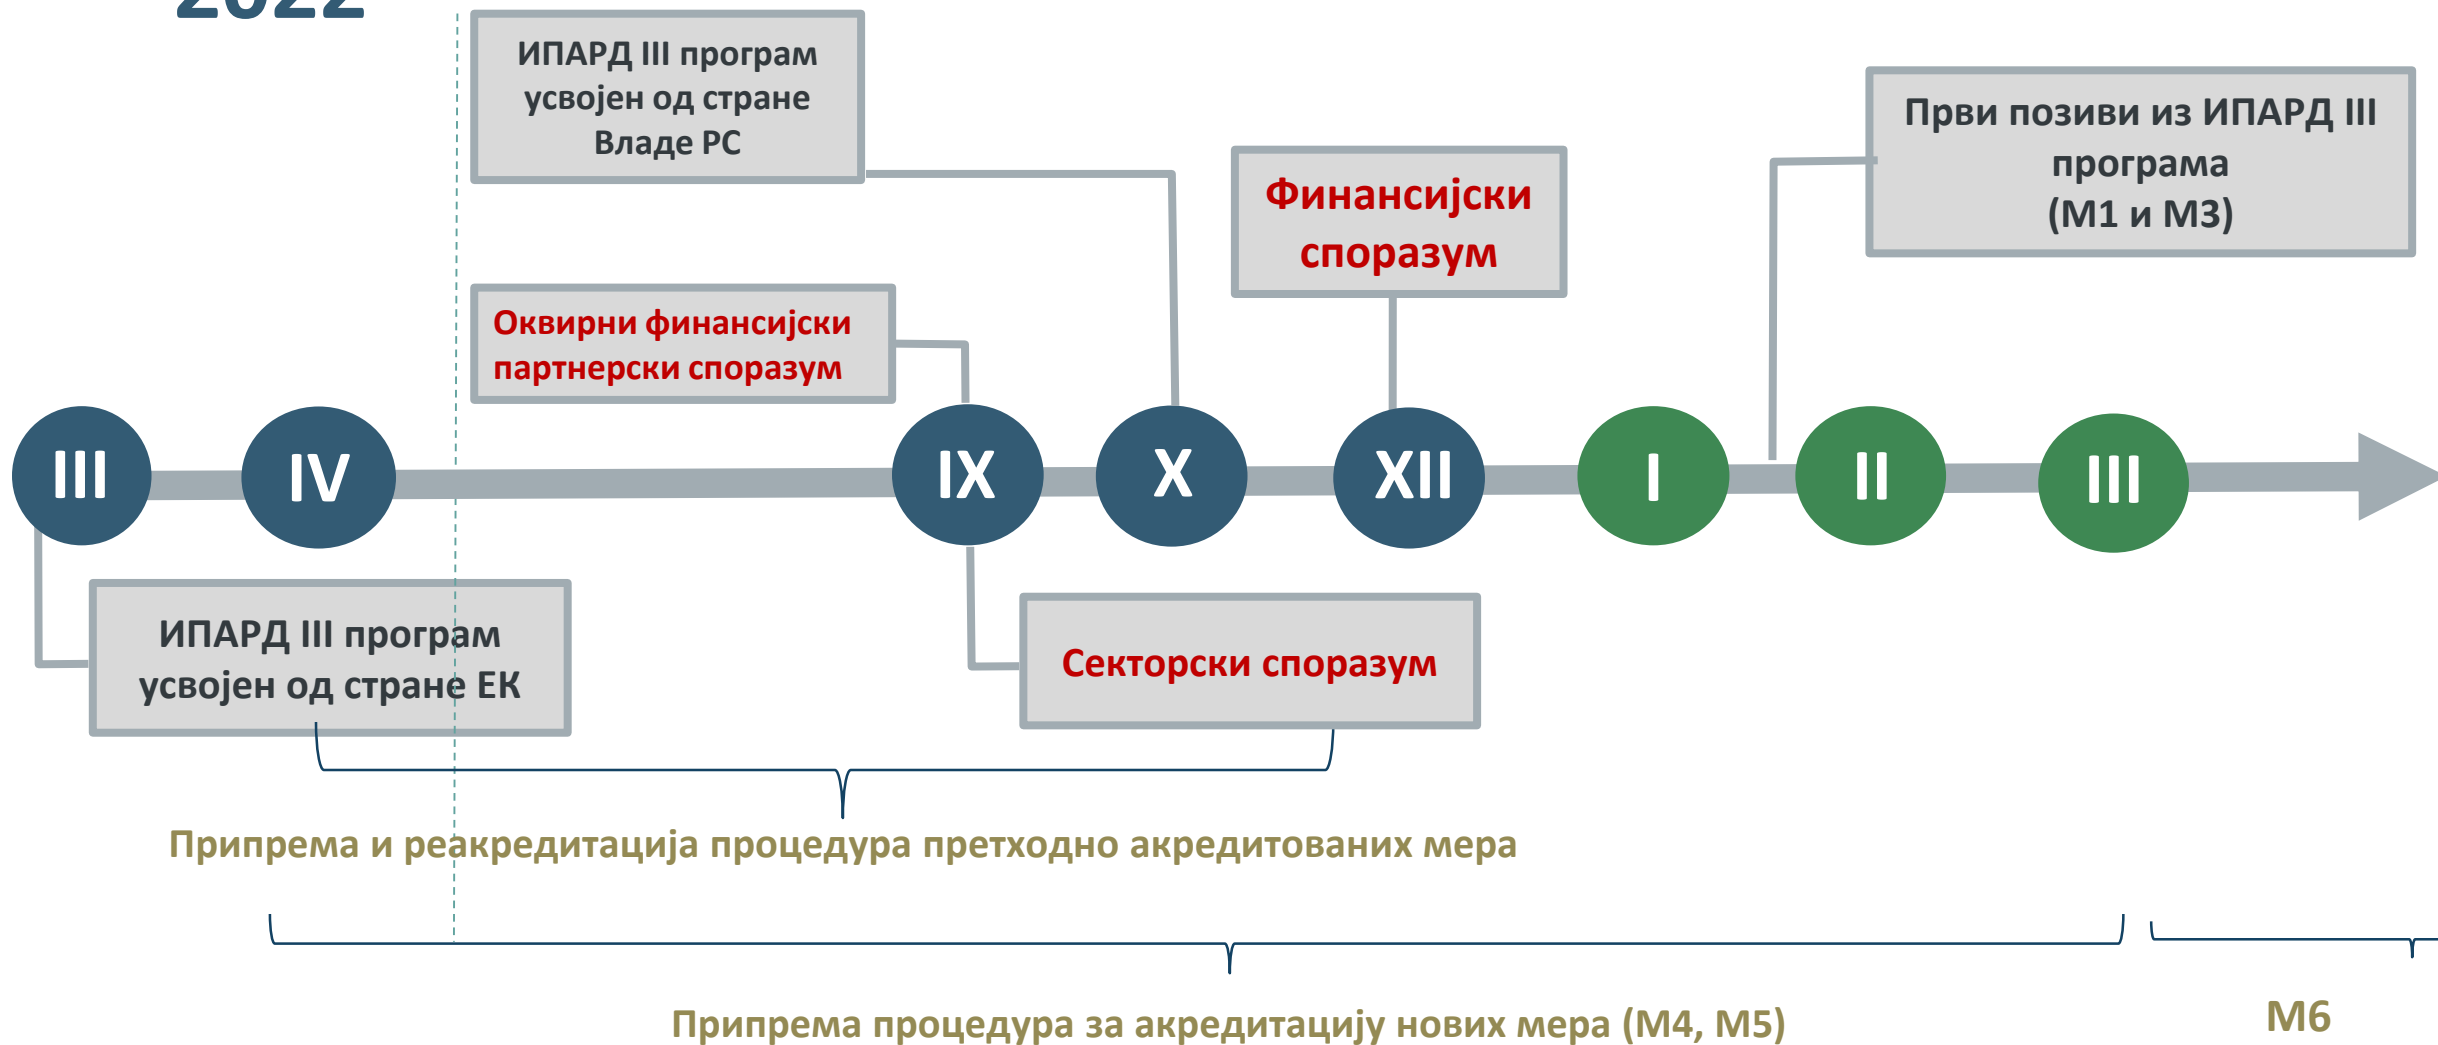 2022
ИПАРД III програм
усвојен од стране
Владе РС
Први позиви из ИПАРД III
програма
(М1 и М3)
Финансијски
споразум
Оквирни финансијски
партнерски споразум
III
IV
IX
X
XII
I
II
III
ИПАРД III програм
усвојен од стране ЕК
Секторски споразум
Припрема и реакредитација процедура претходно акредитованих мера
Припрема процедура за акредитацију нових мера (М4, М5)
М6